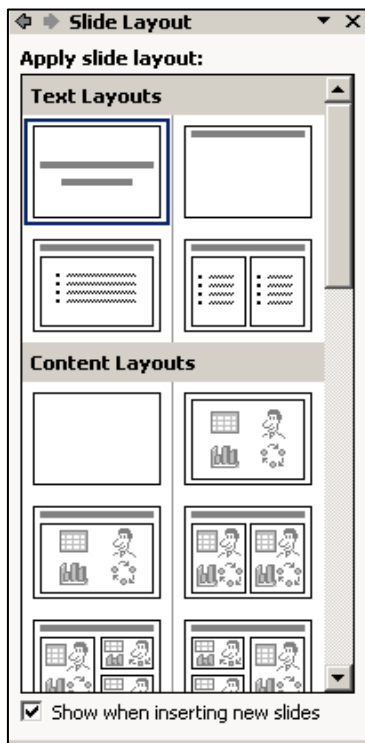 Slide Layout
Apply slide layout:
Text Layouts
Content Layouts
Show when inserting new slides